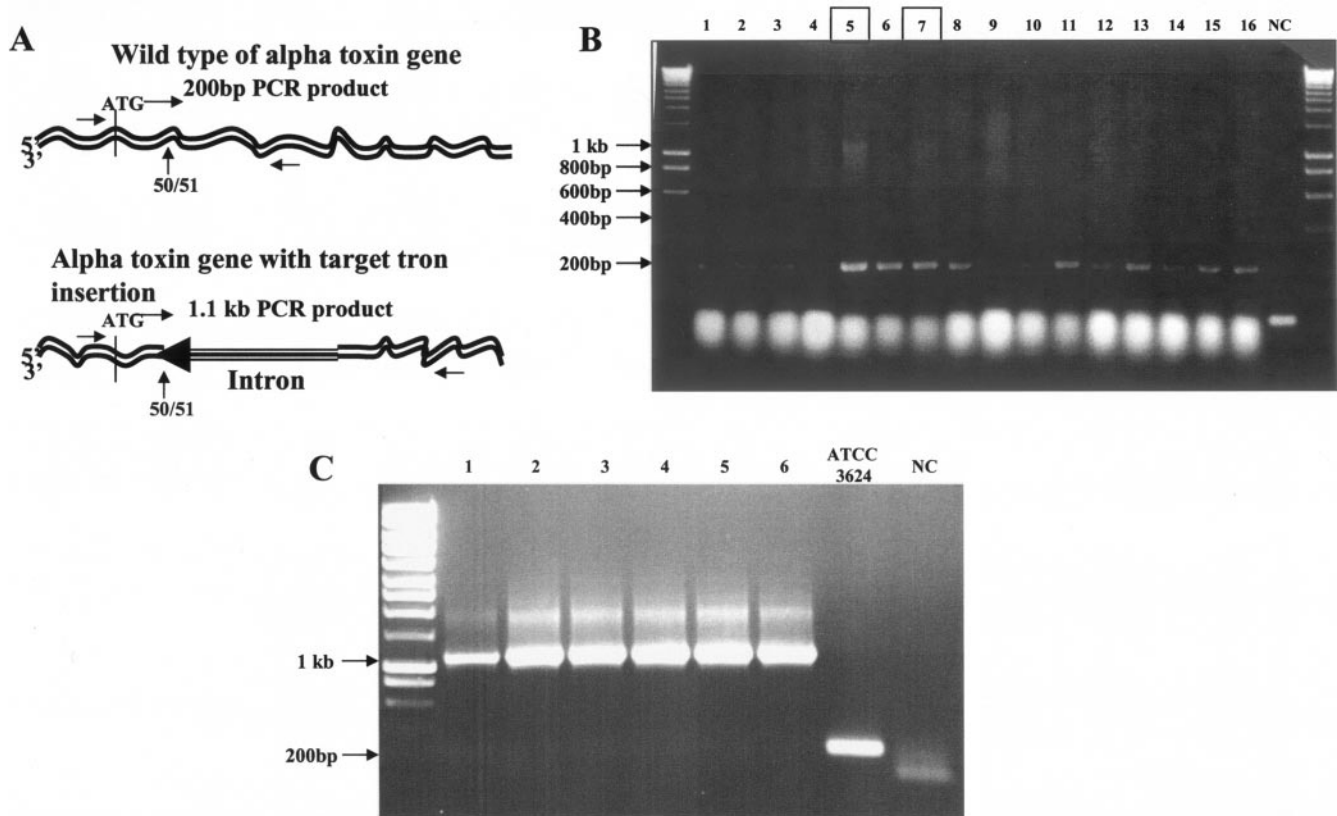 A
Wild type of alpha toxin gene
200bp PCR product
ATG
5'
3'
50/51
Alpha toxin gene with target tron
insertion
1.1 kb PCR product
ATG
5'
3'
Intron
50/51
B
1 2 3 4 5 6 7 8 9 10 11 12 13 14 15 16 NC
1 kb
800bp
600bp
400bp
200bp
C
1 2 3 4 5 6 ATCC
3624 NC
1 kb
200bp